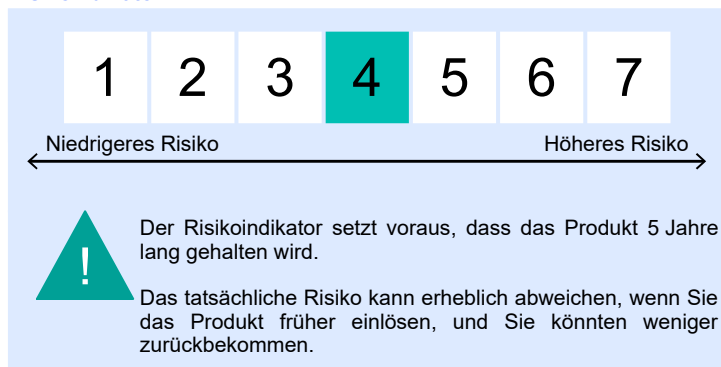 1 2 3 4 5 6 7
Niedrigeres Risiko Höheres Risiko
!
Der Risikoindikator setzt voraus, dass das Produkt 5 Jahre
lang gehalten wird.
Das tatsächliche Risiko kann erheblich abweichen, wenn Sie
das Produkt früher einlösen, und Sie könnten weniger
zurückbekommen.